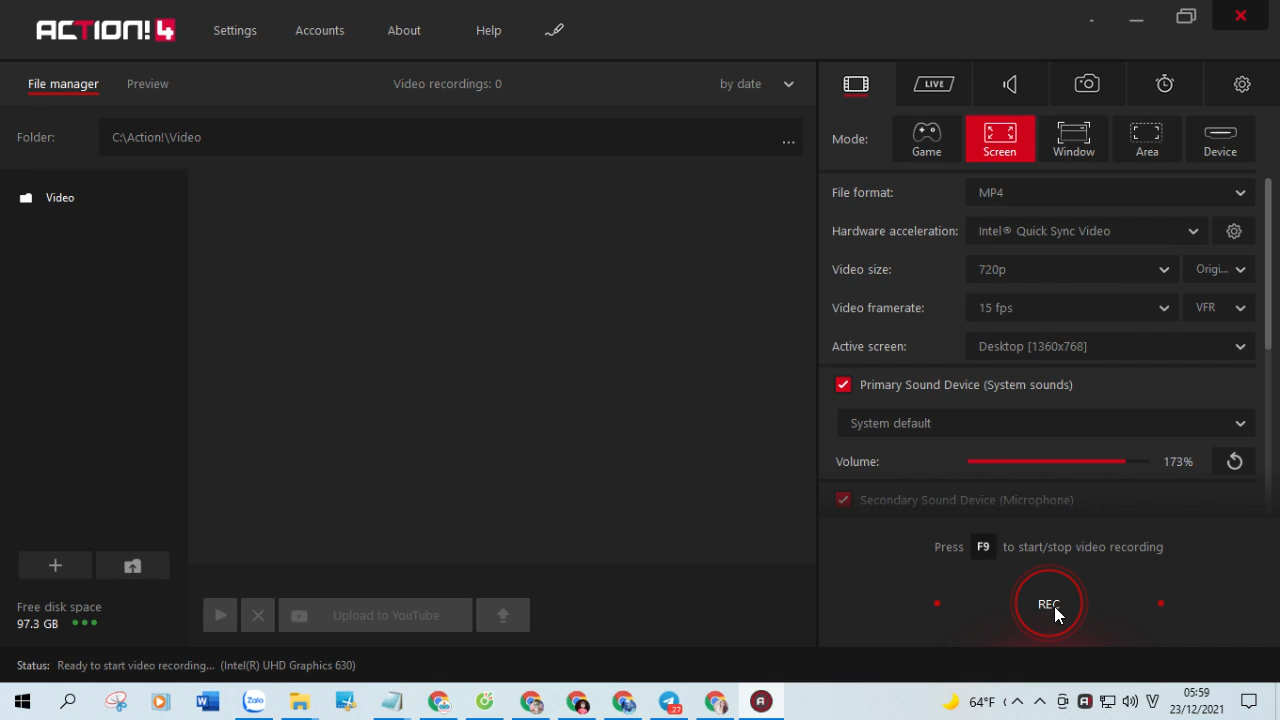 ACTION! 4
Settings Accounts About Help
File manager Preview Video recordings: 0 by date
LIVE
Folder: C:\Action!\Video ...
Mode: Game Screen Window Area Device
Video
File format: MP4
Hardware acceleration: Intel® Quick Sync Video
Video size: 720p Origi...
Video framerate: 15 fps VFR
Active screen: Desktop [1360x768]
Primary Sound Device (System sounds)
System default
Volume: 173%
Secondary Sound Device (Microphone)
Press F9 to start/stop video recording
REC
Free disk space
97.3 GB
Upload to YouTube
Status: Ready to start video recording... (Intel(R) UHD Graphics 630)
Zalo
27
64°F
05:59
23/12/2021